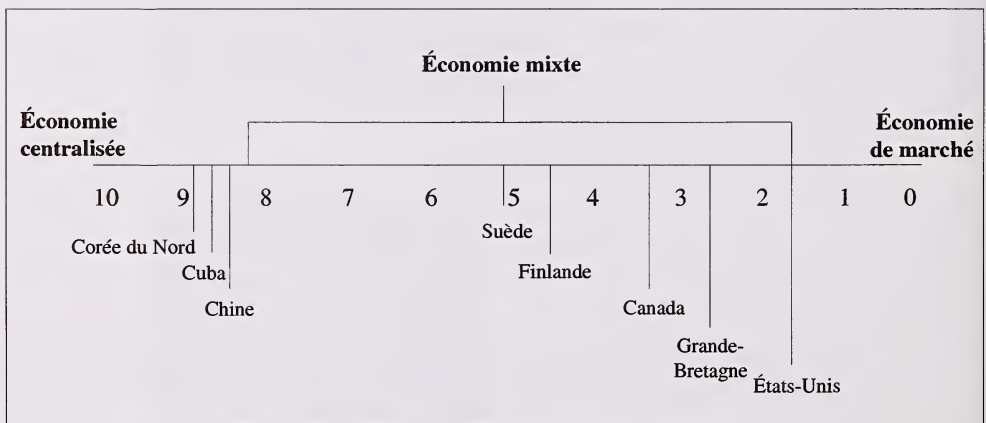 Économie mixte
Économie
centralisée
Économie
de marché
10 9 8 7 6 5 4 3 2 1 0
Corée du Nord
Cuba
Chine
Suède
Finlande
Canada
Grande-
Bretagne
États-Unis